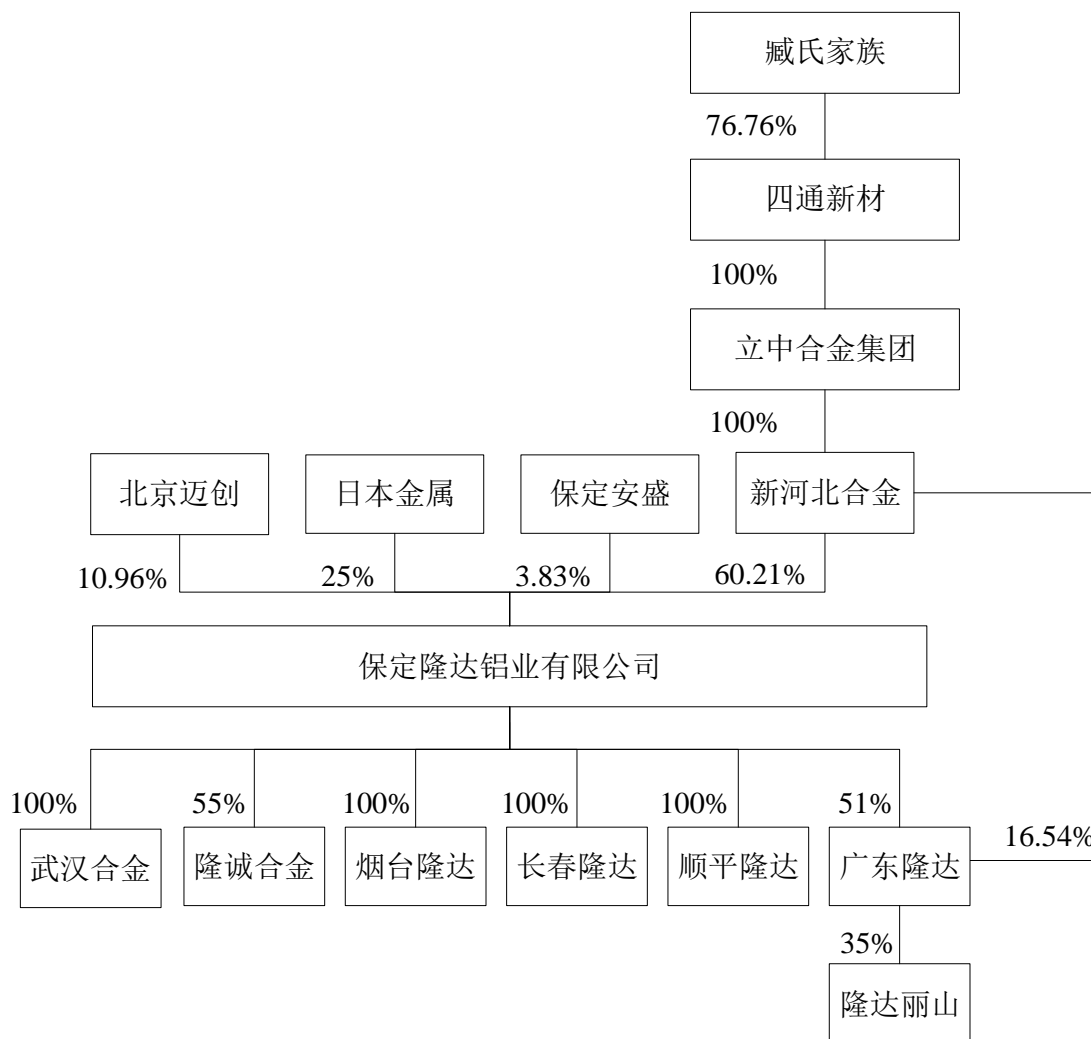 臧氏家族
76.76%
四通新材
100%
立中合金集团
100%
北京迈创
日本金属
保定安盛
新河北合金
10.96%
25%
3.83%
60.21%
保定隆达铝业有限公司
100%
55%
100%
100%
100%
51%
16.54%
武汉合金
隆诚合金
烟台隆达
长春隆达
顺平隆达
广东隆达
35%
隆达丽山